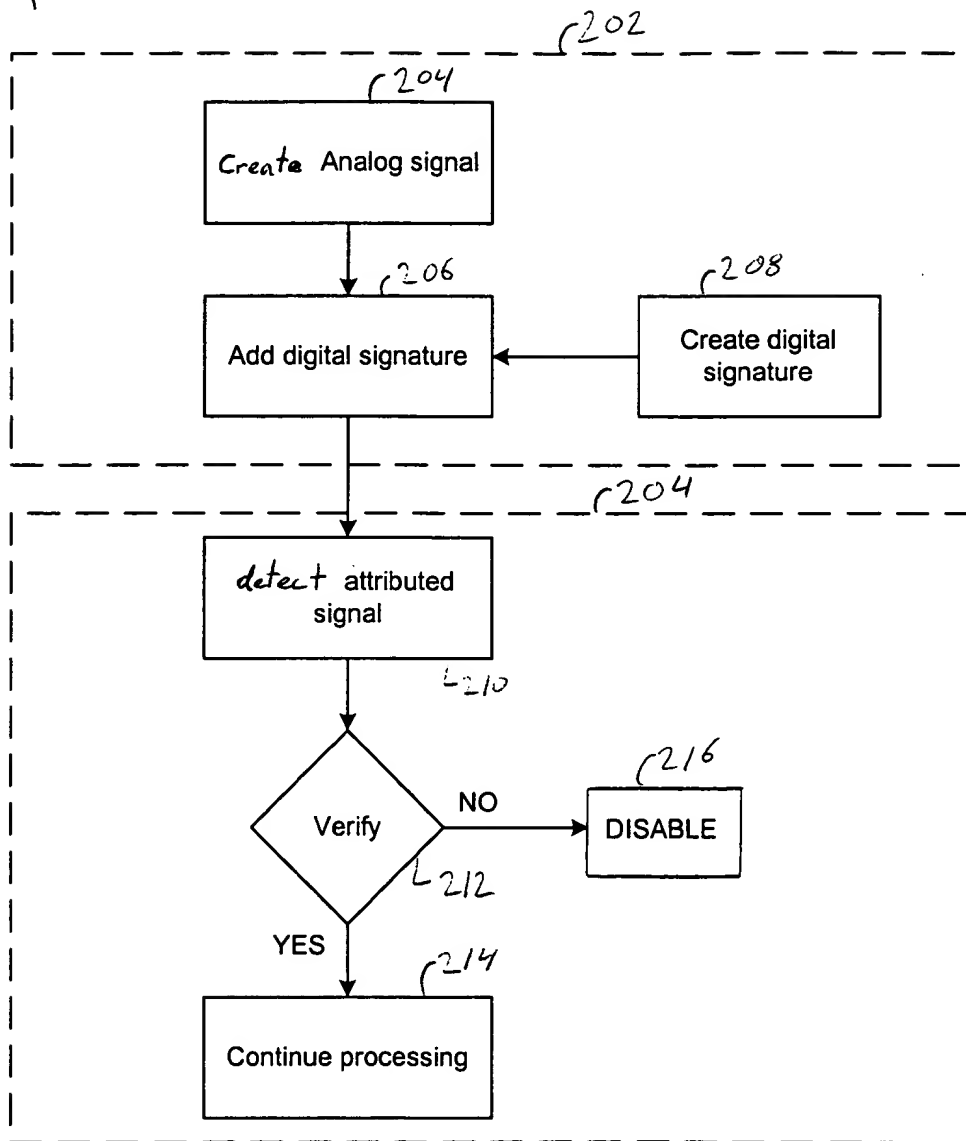 202
204
Create Analog signal
206
208
Add digital signature
Create digital
signature
204
detect attributed
signal
210
216
Verify
NO
DISABLE
212
YES
214
Continue processing